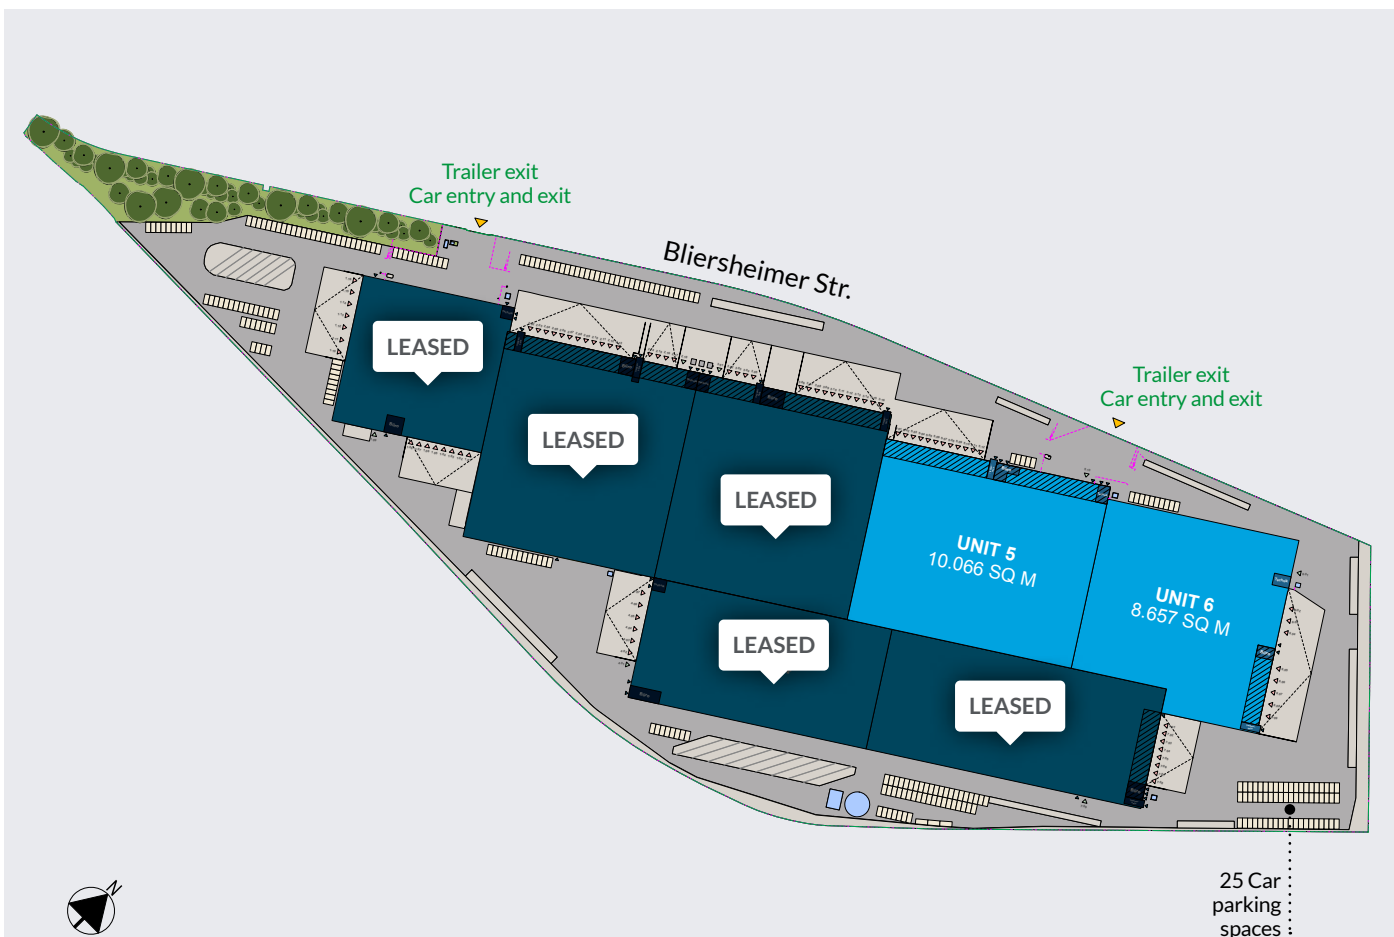 Trailer exit
Car entry and exit
Bliersheimer Str.
LEASED
Trailer exit
Car entry and exit
LEASED
LEASED
UNIT 5
10.066 SQ M
UNIT 6
8.657 SQ M
LEASED
LEASED
N
25 Car
parking
spaces